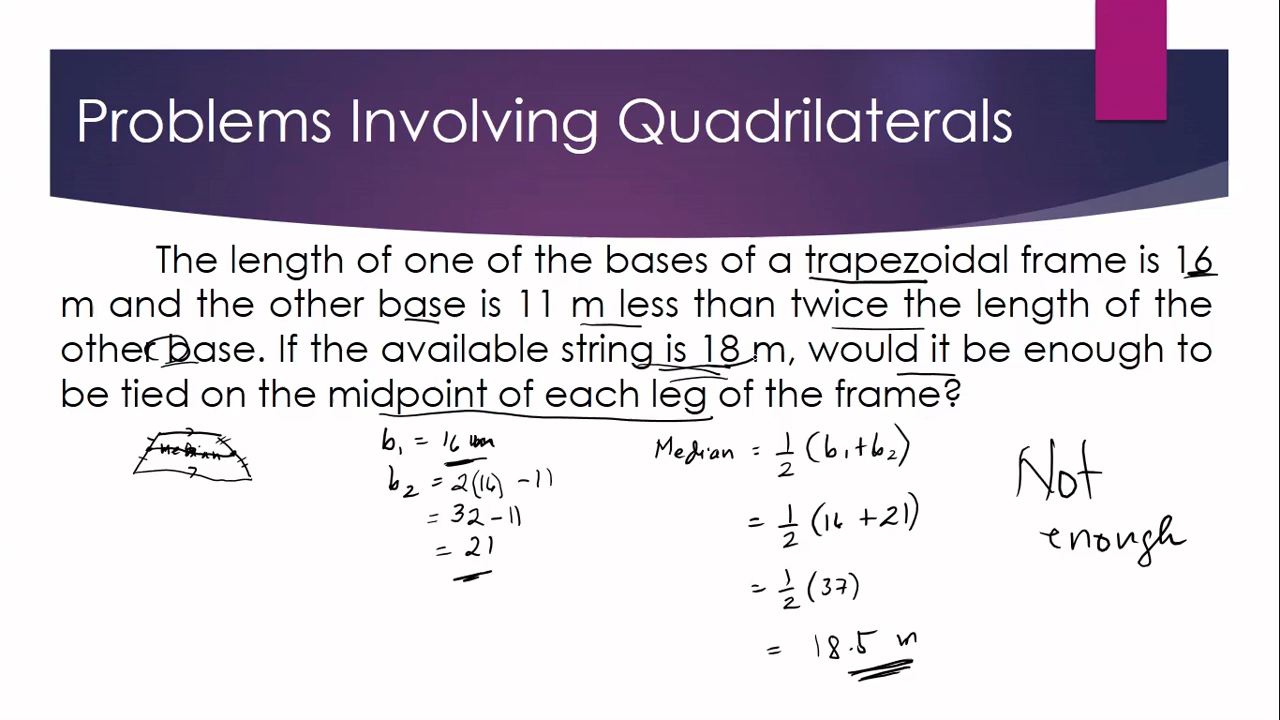 Problems Involving Quadrilaterals
The length of one of the bases of a trapezoidal frame is 16
m and the other base is 11 m less than twice the length of the
other base. If the available string is 18 m, would it be enough to
be tied on the midpoint of each leg of the frame?
Median
b₁ = 16 m
b₂ = 2(16) - 11
= 32 - 11
= 21
Median = 1/2 (b₁ + b₂)
= 1/2 (16 + 21)
= 1/2 (37)
= 18.5 m
Not
enough